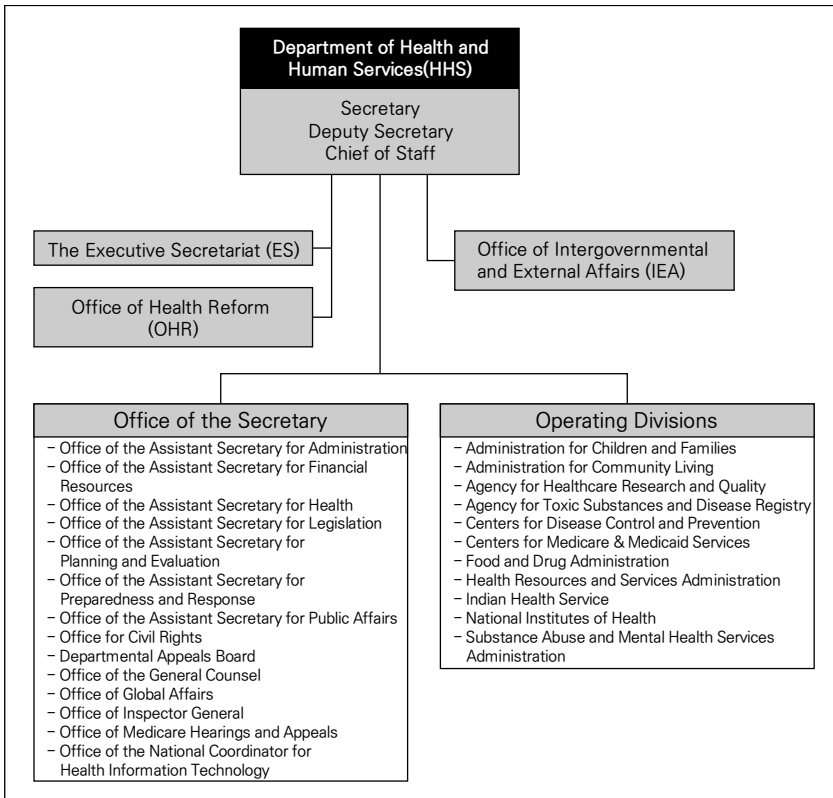 Department of Health and
Human Services(HHS)
Secretary
Deputy Secretary
Chief of Staff
The Executive Secretariat (ES)
Office of Health Reform
(OHR)
Office of Intergovernmental
and External Affairs (IEA)
Office of the Secretary
– Office of the Assistant Secretary for Administration
– Office of the Assistant Secretary for Financial
Resources
– Office of the Assistant Secretary for Health
– Office of the Assistant Secretary for Legislation
– Office of the Assistant Secretary for
Planning and Evaluation
– Office of the Assistant Secretary for
Preparedness and Response
– Office of the Assistant Secretary for Public Affairs
– Office for Civil Rights
– Departmental Appeals Board
– Office of the General Counsel
– Office of Global Affairs
– Office of Inspector General
– Office of Medicare Hearings and Appeals
– Office of the National Coordinator for
Health Information Technology
Operating Divisions
– Administration for Children and Families
– Administration for Community Living
– Agency for Healthcare Research and Quality
– Agency for Toxic Substances and Disease Registry
– Centers for Disease Control and Prevention
– Centers for Medicare & Medicaid Services
– Food and Drug Administration
– Health Resources and Services Administration
– Indian Health Service
– National Institutes of Health
– Substance Abuse and Mental Health Services
Administration